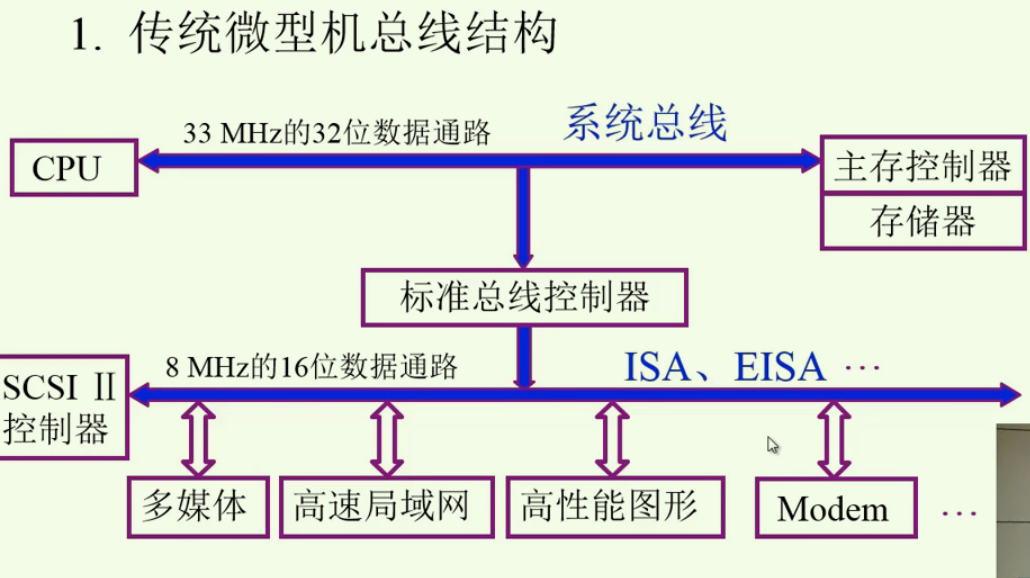 1. 传统微型机总线结构
33 MHz的32位数据通路
系统总线
CPU
主存控制器
存储器
标准总线控制器
8 MHz的16位数据通路
ISA、EISA …
SCSI Ⅱ
控制器
多媒体
高速局域网
高性能图形
Modem
…